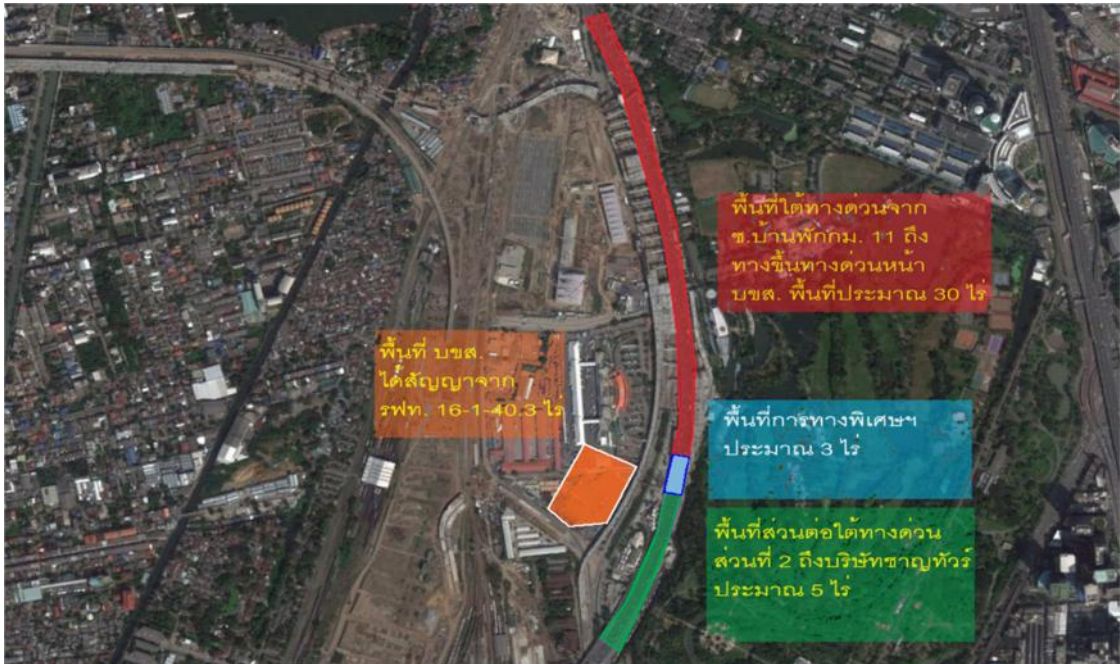 พื้นที่ใต้ทางด่วนจาก
ซ.บ้านพักกม. 11 ถึง
ทางขึ้นทางด่วนหน้า
บขส. พื้นที่ประมาณ 30 ไร่
พื้นที่ บขส.
ได้สัญญาจาก
รฟท. 16-1-40.3 ไร่
พื้นที่การทางพิเศษฯ
ประมาณ 3 ไร่
พื้นที่ส่วนต่อใต้ทางด่วน
ส่วนที่ 2 ถึงบริษัทชาญทัวร์
ประมาณ 5 ไร่